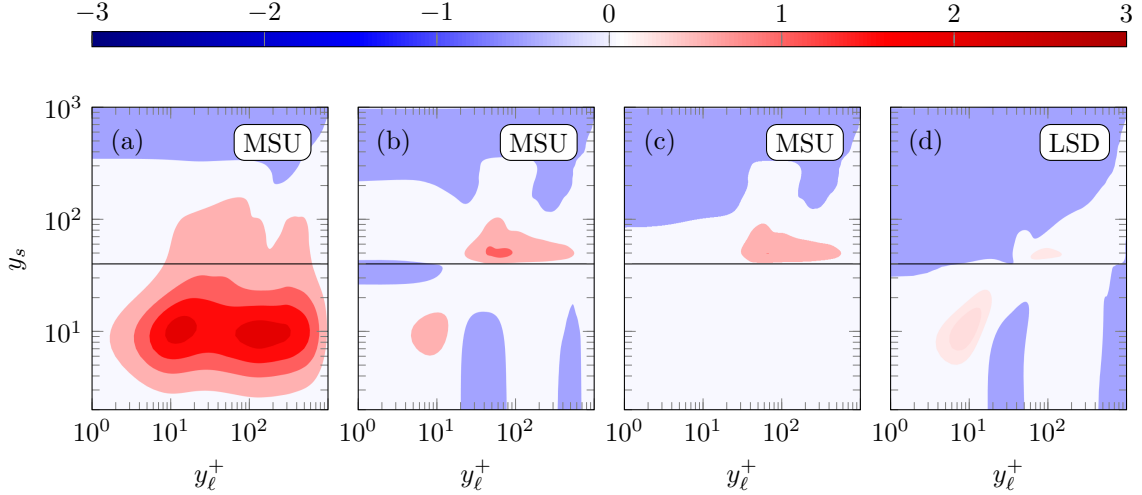 −3 −2 −1 0 1 2 3
10³
(a) MSU (b) MSU (c) MSU (d) LSD
10²
y_s
10¹
10⁰ 10¹ 10² 10⁰ 10¹ 10² 10⁰ 10¹ 10² 10⁰ 10¹ 10²
y_ℓ^+ y_ℓ^+ y_ℓ^+ y_ℓ^+